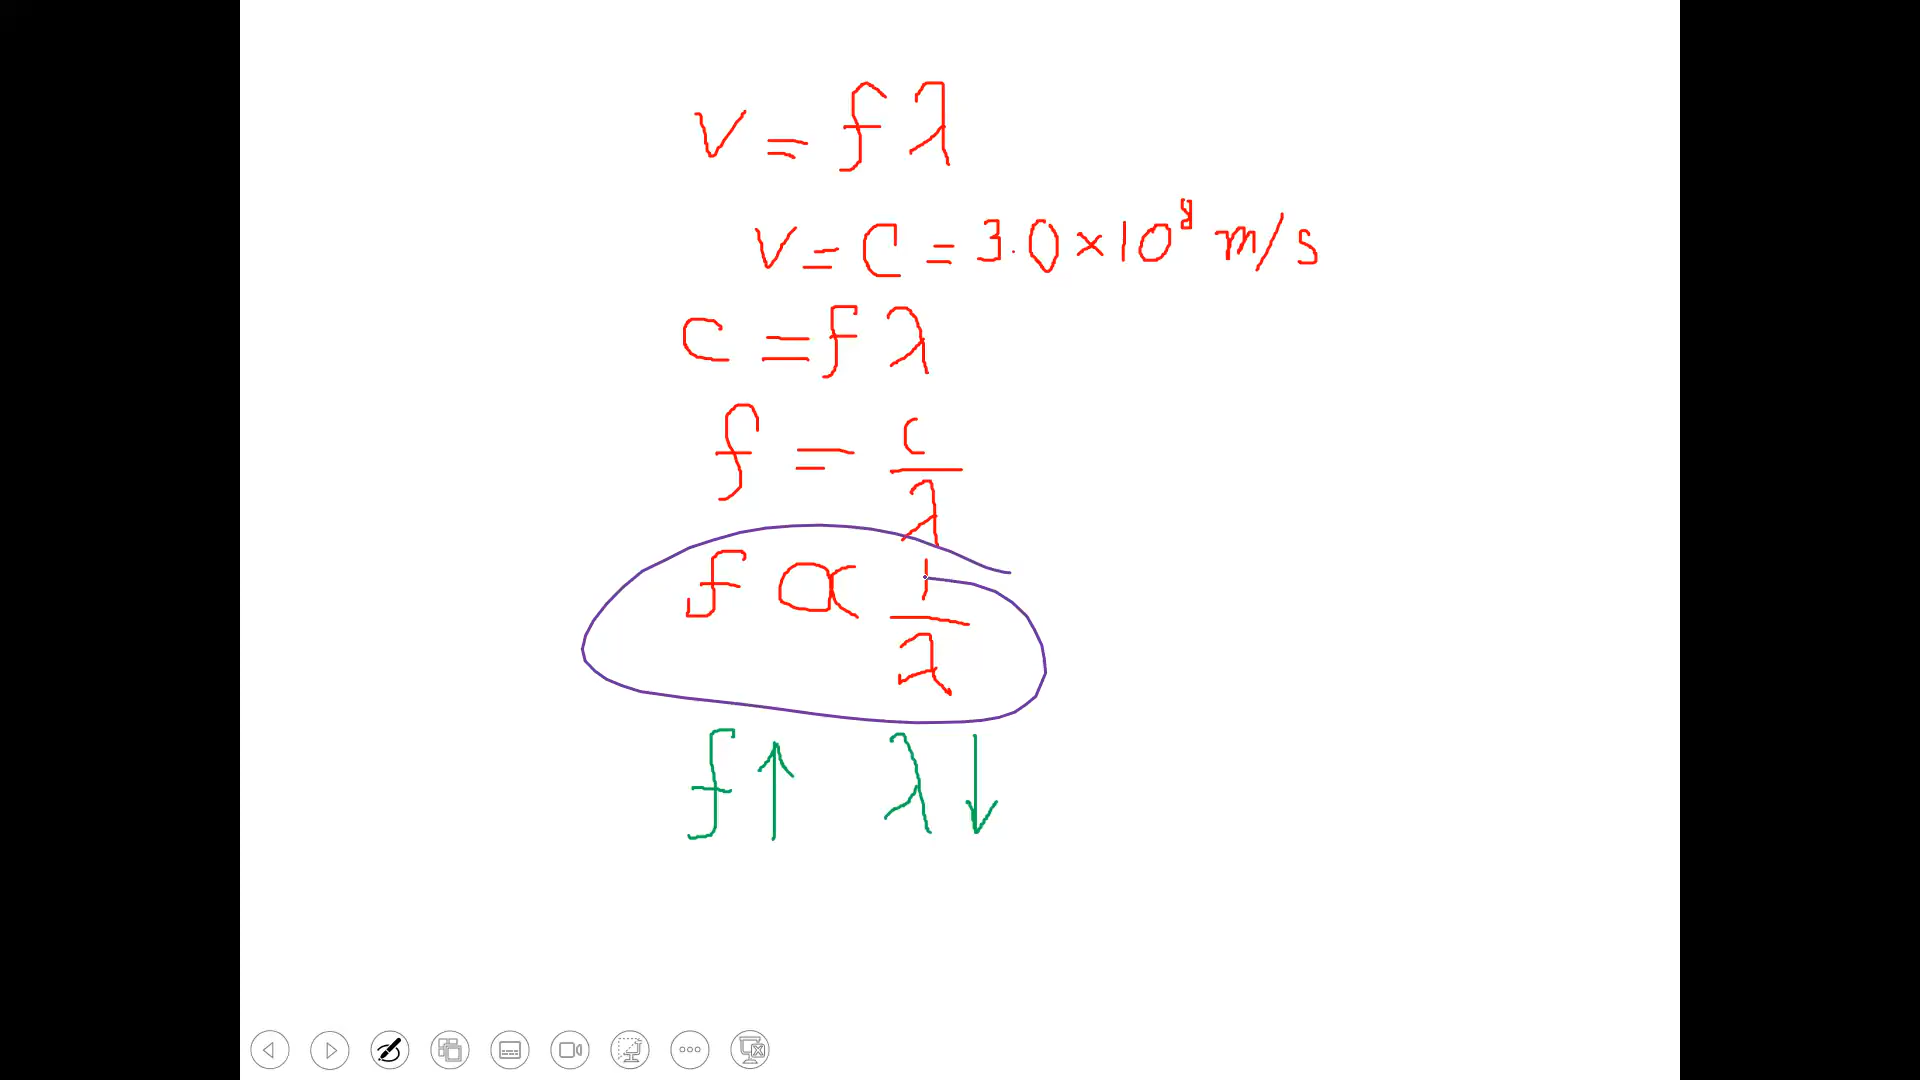 v = fλ
v = c = 3.0 × 10⁸ m/s
c = fλ
f = c/λ
f ∝ 1/λ
f↑ λ↓